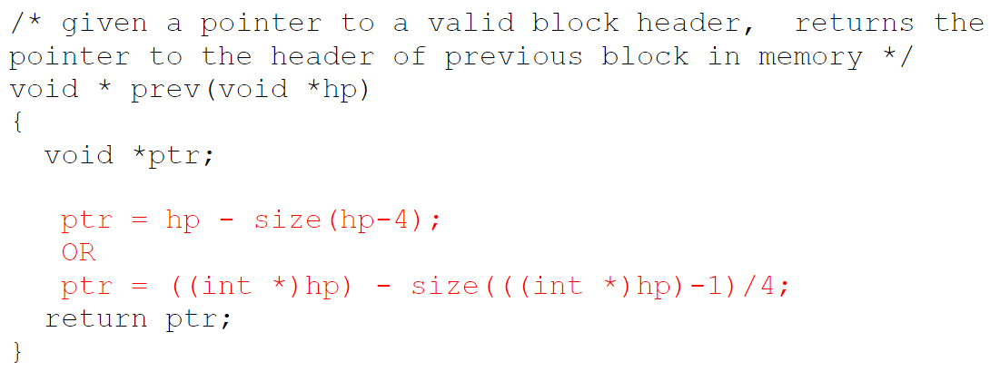 /* given a pointer to a valid block header,  returns the
pointer to the header of previous block in memory */
void * prev(void *hp)
{
  void *ptr;
   ptr = hp - size(hp-4);
   OR
   ptr = ((int *)hp) - size(((int *)hp)-1)/4;
  return ptr;
}